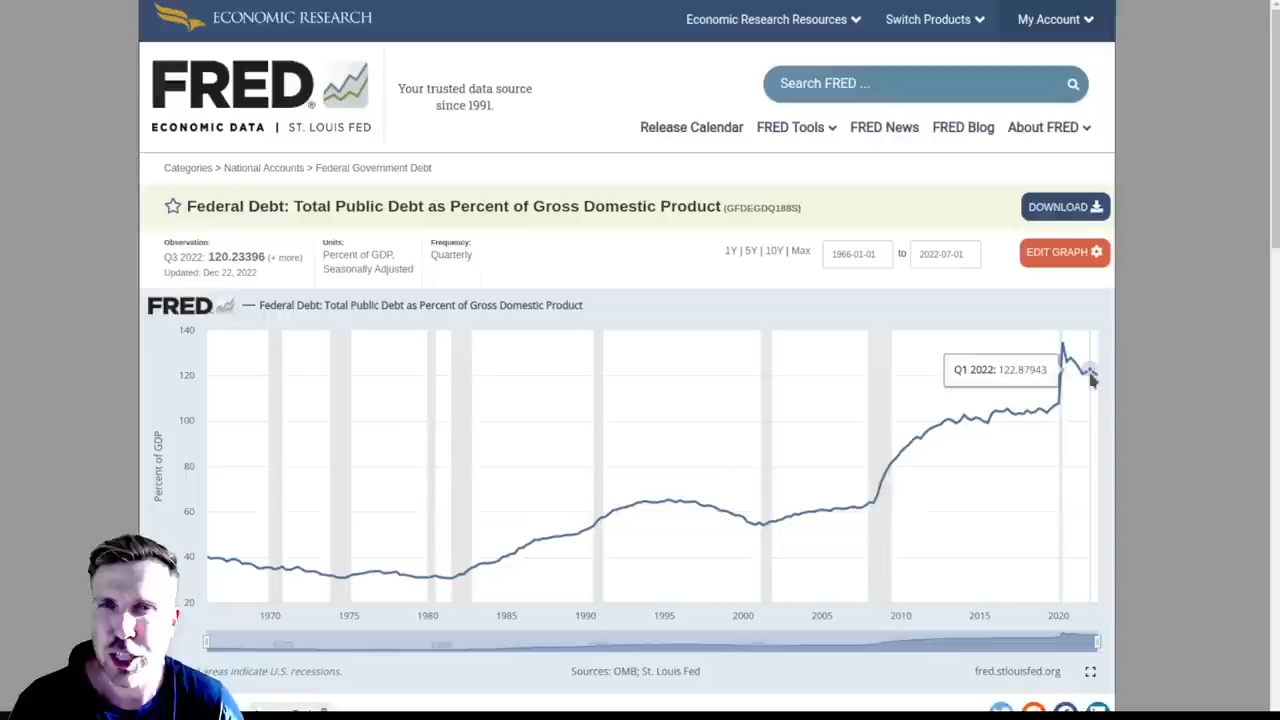 ECONOMIC RESEARCH
Economic Research Resources
Switch Products
My Account
FRED®
ECONOMIC DATA | ST. LOUIS FED
Your trusted data source
since 1991.
Search FRED ...
Release Calendar
FRED Tools
FRED News
FRED Blog
About FRED
Categories > National Accounts > Federal Government Debt
Federal Debt: Total Public Debt as Percent of Gross Domestic Product (GFDEGDQ188S)
DOWNLOAD
Observation:
Q3 2022: 120.23396 (+ more)
Updated: Dec 22, 2022
Units:
Percent of GDP,
Seasonally Adjusted
Frequency:
Quarterly
1Y | 5Y | 10Y | Max
1966-01-01 to 2022-07-01
EDIT GRAPH
FRED — Federal Debt: Total Public Debt as Percent of Gross Domestic Product
140
120
100
80
60
40
20
Percent of GDP
Q1 2022: 122.87943
1970 1975 1980 1985 1990 1995 2000 2005 2010 2015 2020
areas indicate U.S. recessions.
Sources: OMB; St. Louis Fed
fred.stlouisfed.org